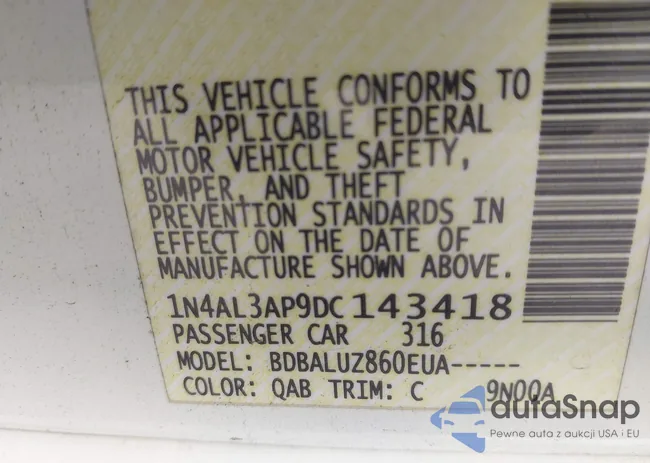 THIS VEHICLE CONFORMS TO
ALL APPLICABLE FEDERAL
MOTOR VEHICLE SAFETY,
BUMPER, AND THEFT
PREVENTION STANDARDS IN
EFFECT ON THE DATE OF
MANUFACTURE SHOWN ABOVE.
1N4AL3AP9DC143418
PASSENGER CAR 316
MODEL: BDBALUZ860EUA-----
COLOR: QAB TRIM: C 9N00A
autaSnap
Pewne auta z aukcji USA i EU